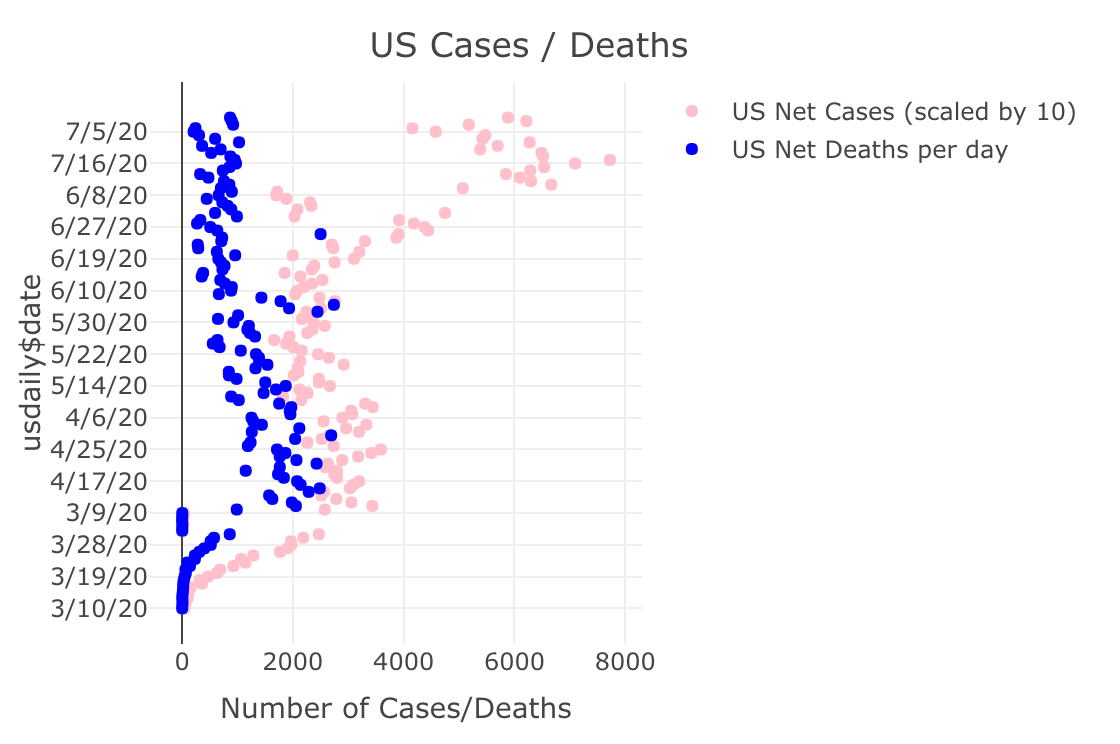 US Cases / Deaths
US Net Cases (scaled by 10)
US Net Deaths per day
usdaily$date
7/5/20
7/16/20
6/8/20
6/27/20
6/19/20
6/10/20
5/30/20
5/22/20
5/14/20
4/6/20
4/25/20
4/17/20
3/9/20
3/28/20
3/19/20
3/10/20
0 2000 4000 6000 8000
Number of Cases/Deaths